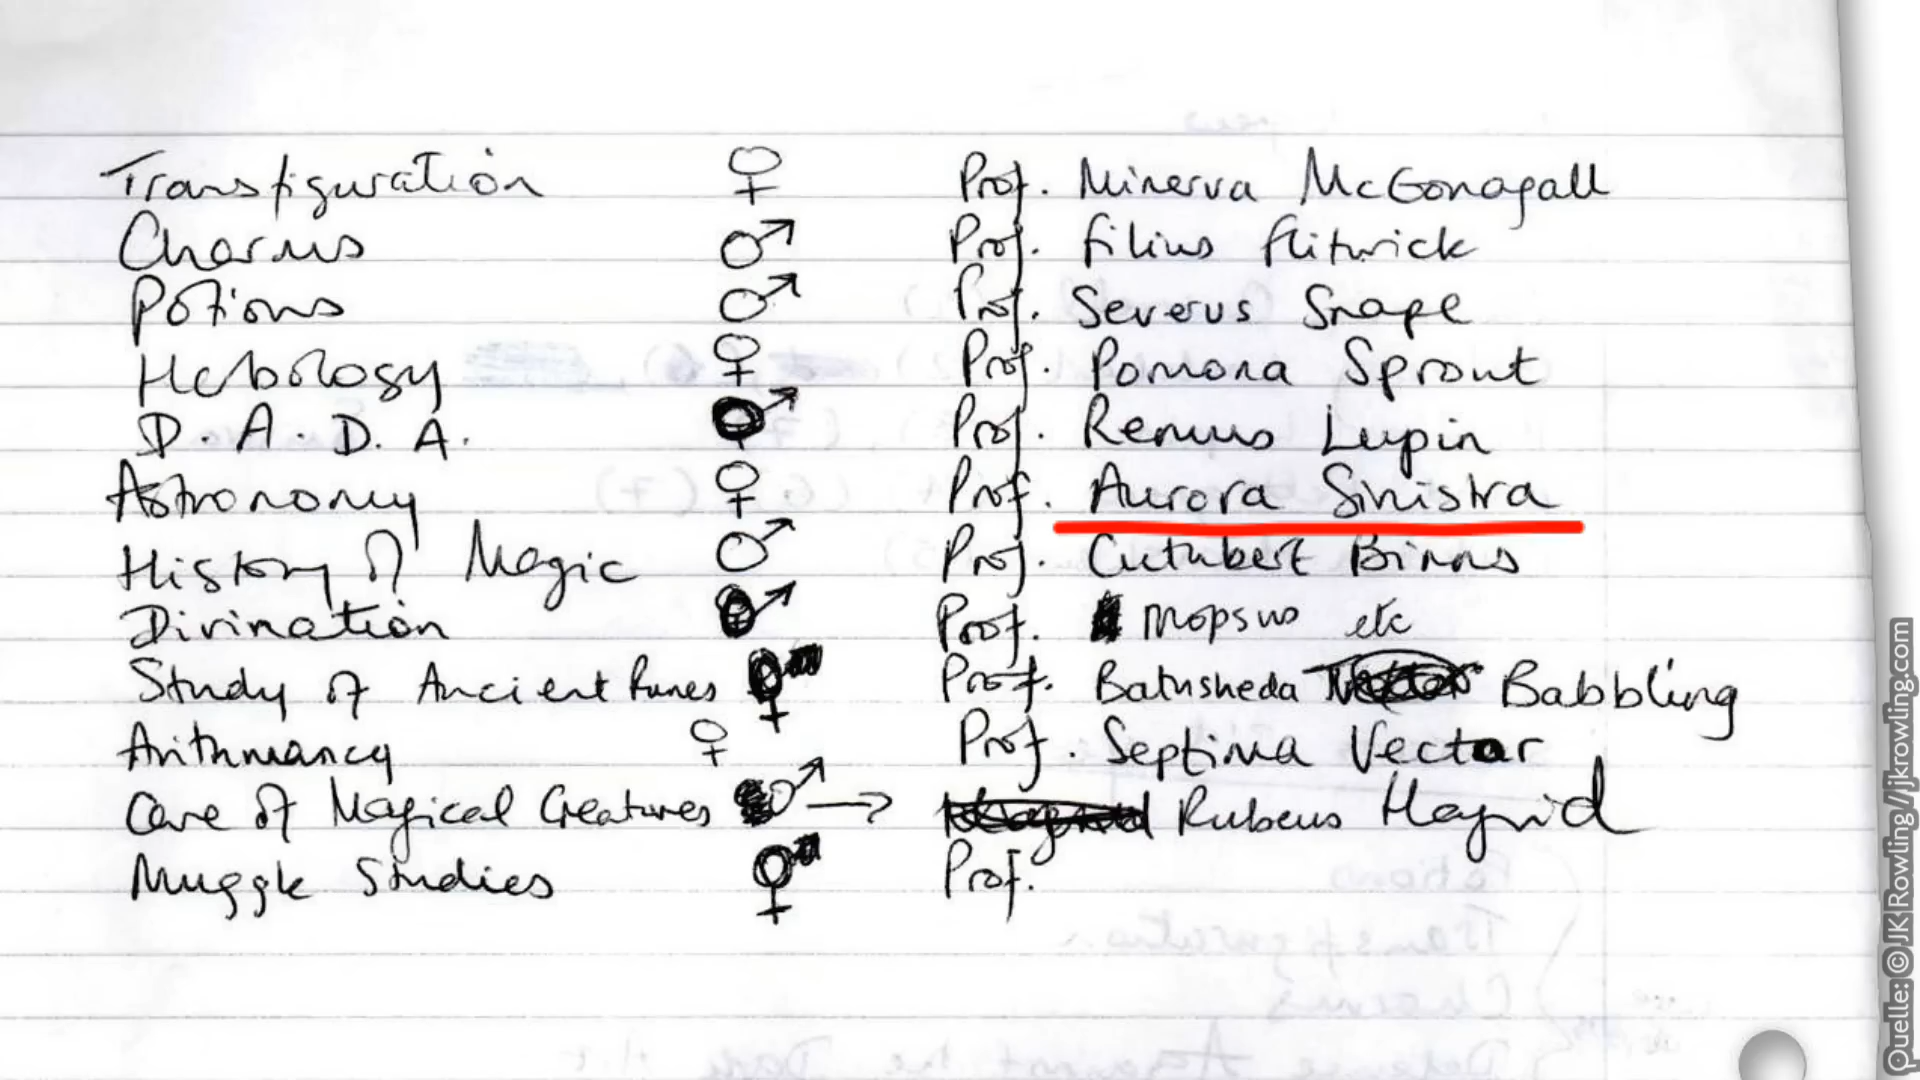 Transfiguration ♀ Prof. Minerva McGonagall
Charms ♂ Prof. Filius Flitwick
Potions ♂ Prof. Severus Snape
Hebology ♀ Prof. Pomona Sprout
D.A.D.A. ♂ Prof. Remus Lupin
Astronomy ♀ Prof. Aurora Sinistra
History of Magic ♂ Prof. Cuthbert Binns
Divination ♂ Prof. Mopsus etc
Study of Ancient Runes ♀ Prof. Bathsheda Babbling
Arithmancy ♀ Prof. Septima Vector
Care of Magical Creatures ♂ → Rubeus Hagrid
Muggle Studies ♀ Prof.
Quelle: © JK Rowling//jkrowling.com